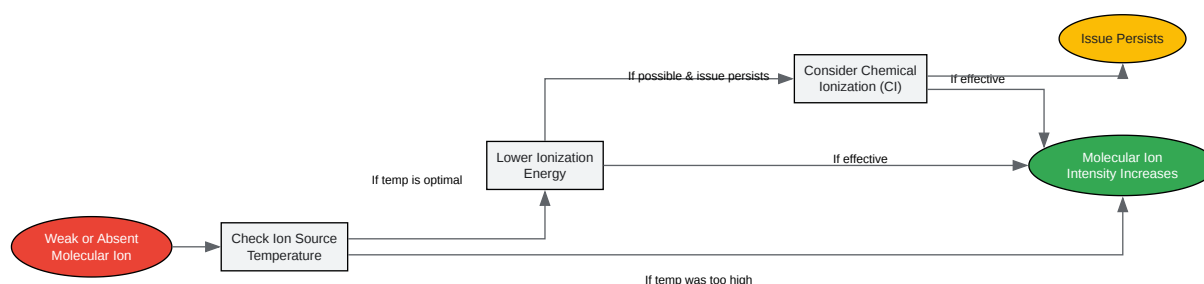 Issue Persists
If possible & issue persists
Consider Chemical
Ionization (CI)
If effective
Lower Ionization
Energy
If effective
Molecular Ion
Intensity Increases
If temp is optimal
Weak or Absent
Molecular Ion
Check Ion Source
Temperature
If temp was too high